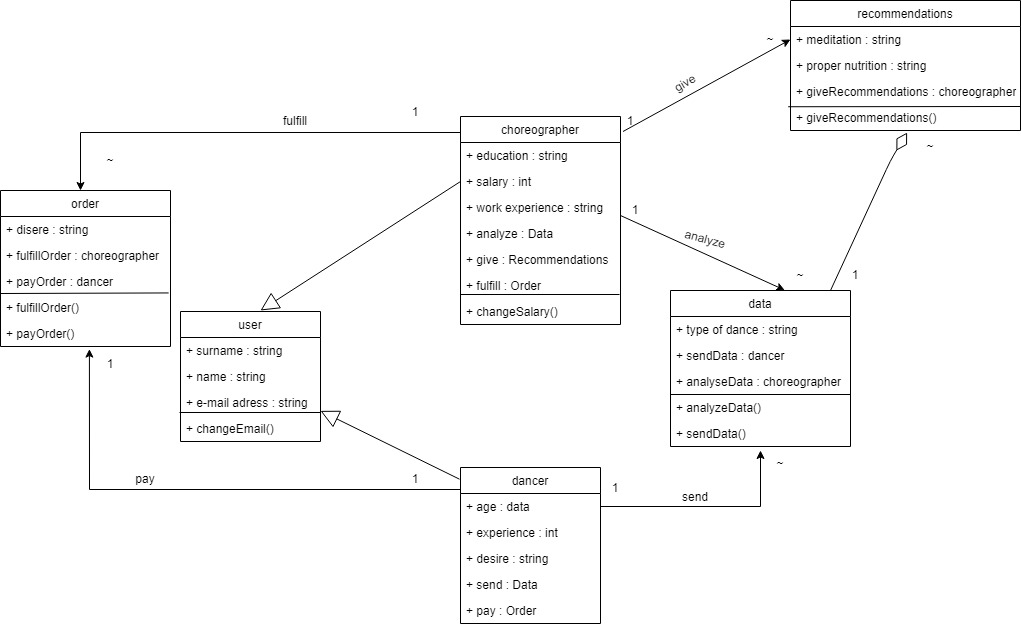 recommendations
+ meditation : string
+ proper nutrition : string
+ giveRecommendations : choreographer
+ giveRecommendations()
~
give
1
~
1
fulfill
1
~
choreographer
+ education : string
+ salary : int
+ work experience : string
+ analyze : Data
+ give : Recommendations
+ fulfill : Order
+ changeSalary()
order
+ disere : string
+ fulfillOrder : choreographer
+ payOrder : dancer
+ fulfillOrder()
+ payOrder()
1
1
analyze
~
user
+ surname : string
+ name : string
+ e-mail adress : string
+ changeEmail()
data
+ type of dance : string
+ sendData : dancer
+ analyseData : choreographer
+ analyzeData()
+ sendData()
~
pay
1
dancer
+ age : data
+ experience : int
+ desire : string
+ send : Data
+ pay : Order
1
send